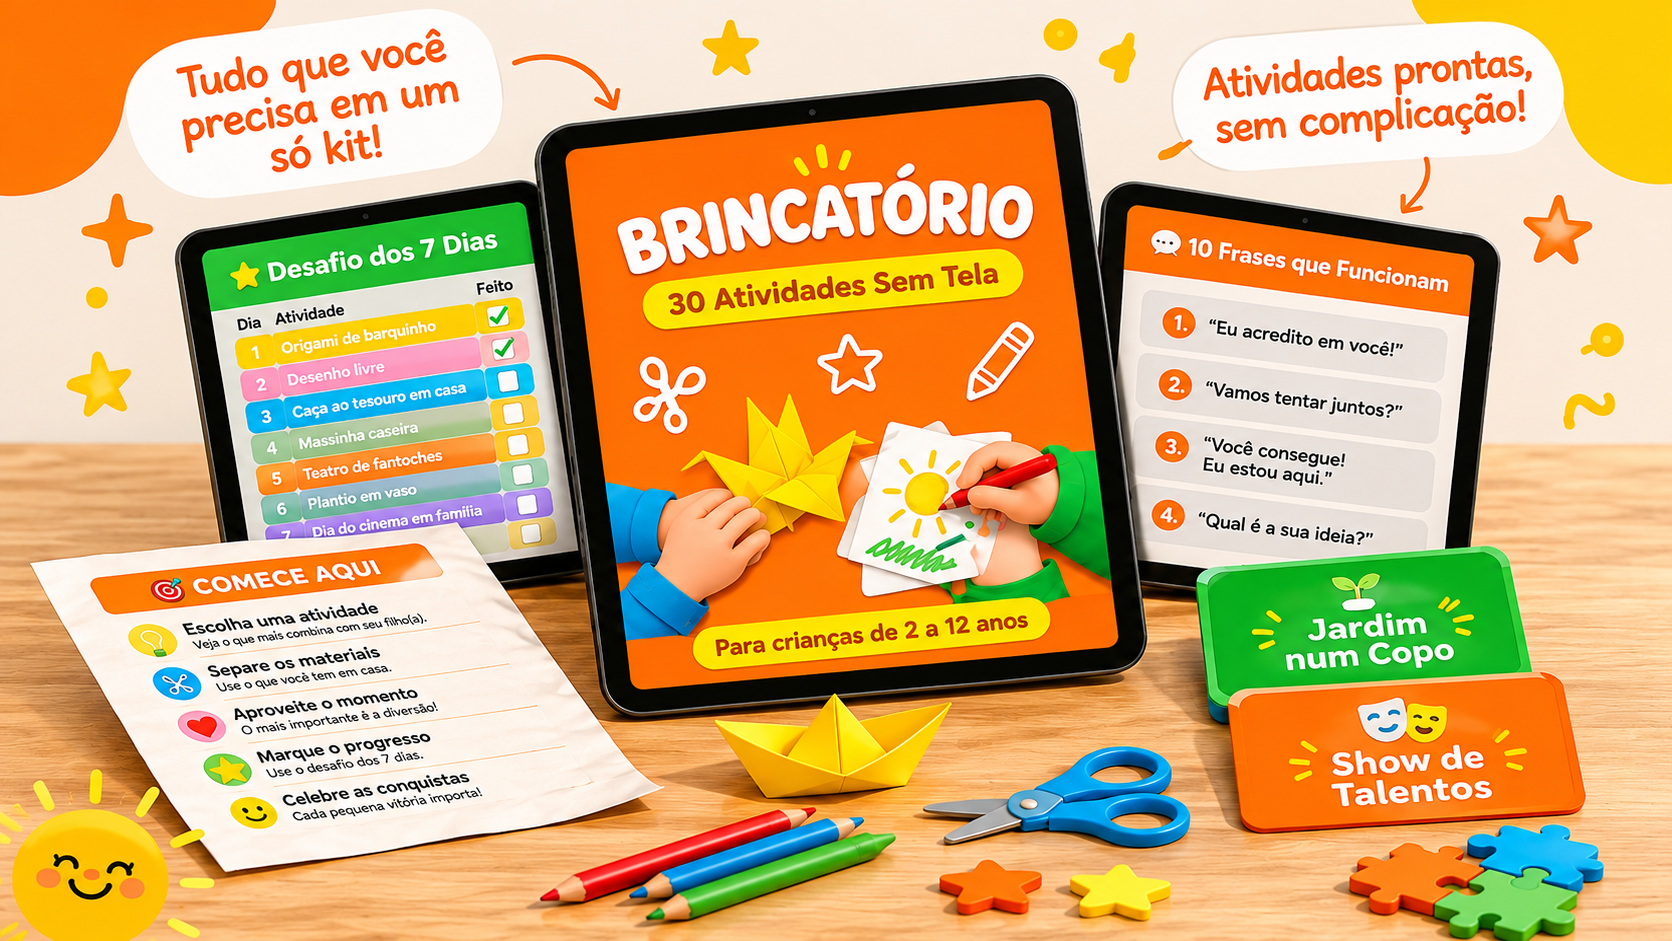 Tudo que você
precisa em um
só kit!
Atividades prontas,
sem complicação!
Desafio dos 7 Dias
Dia Atividade Feito
1 Origami de barquinho
2 Desenho livre
3 Caça ao tesouro em casa
4 Massinha caseira
5 Teatro de fantoches
6 Plantio em vaso
7 Dia do cinema em família
BRINCATÓRIO
30 Atividades Sem Tela
Para crianças de 2 a 12 anos
10 Frases que Funcionam
1. “Eu acredito em você!”
2. “Vamos tentar juntos?”
3. “Você consegue!
Eu estou aqui.”
4. “Qual é a sua ideia?”
COMECE AQUI
Escolha uma atividade
Veja o que mais combina com seu filho(a).
Separe os materiais
Use o que você tem em casa.
Aproveite o momento
O mais importante é a diversão!
Marque o progresso
Use o desafio dos 7 dias.
Celebre as conquistas
Cada pequena vitória importa!
Jardim
num Copo
Show de
Talentos